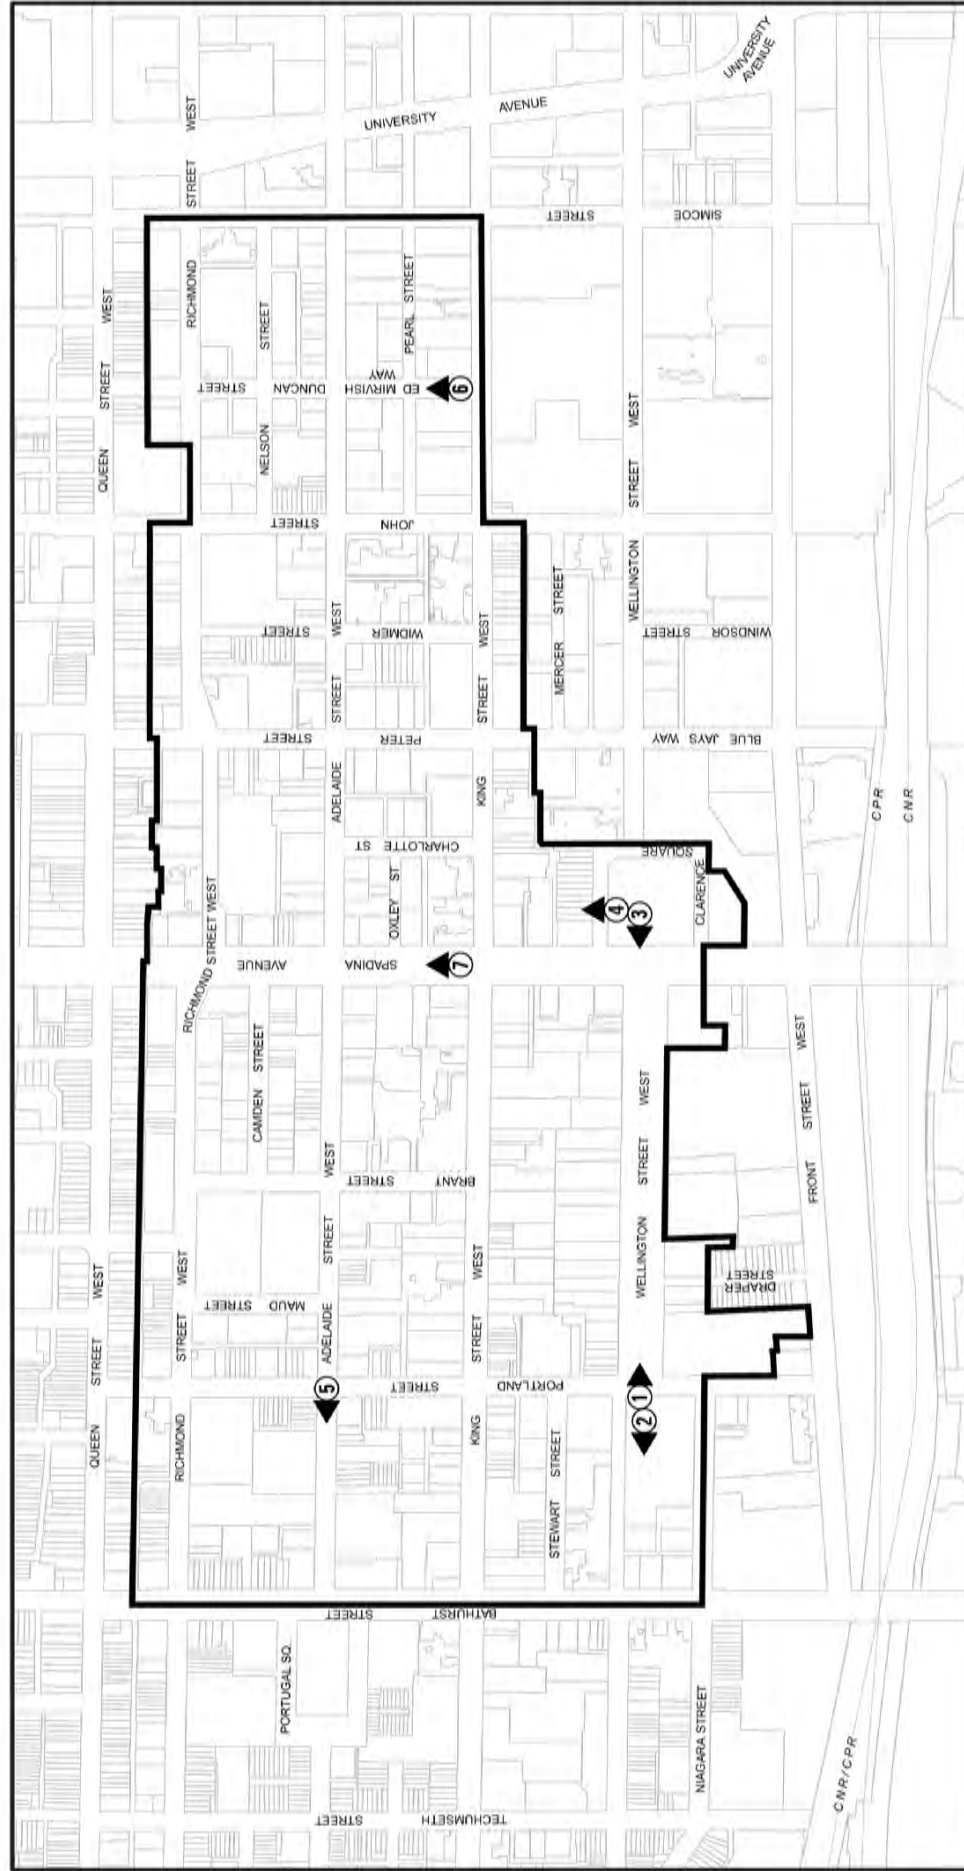 QUEEN STREET WEST
QUEEN STREET WEST
RICHMOND STREET WEST
RICHMOND STREET WEST
RICHMOND STREET WEST
PORTUGAL SQ.
CAMDEN STREET
NELSON STREET
ADELAIDE STREET WEST
ADELAIDE STREET WEST
OXLEY ST
PEARL STREET
KING STREET WEST
KING STREET WEST
STEWART STREET
MERCER STREET
WELLINGTON STREET WEST
WELLINGTON STREET WEST
NIAGARA STREET
CLARENCE SQUARE
FRONT STREET WEST
CNR/CPR
CPR
CNR
TECHUMSETH STREET
BATHURST STREET
PORTLAND STREET
MAUD STREET
DRAPER
STREET
BRANT STREET
SPADINA AVENUE
CHARLOTTE ST
PETER STREET
BLUE JAYS WAY
WIDMER STREET
WINDSOR STREET
JOHN STREET
DUNCAN STREET
ED MIRVISH
WAY
SIMCOE STREET
UNIVERSITY AVENUE
UNIVERSITY
AVENUE
1
2
3
4
5
6
7